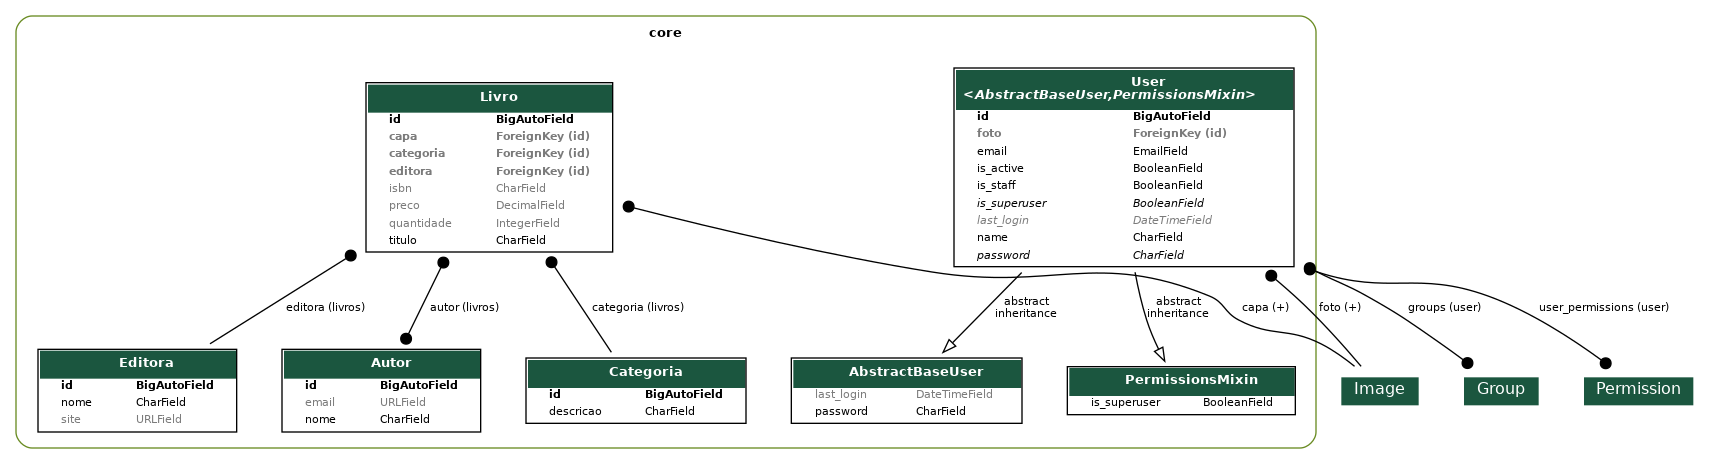 core
Livro
id BigAutoField
capa ForeignKey (id)
categoria ForeignKey (id)
editora ForeignKey (id)
isbn CharField
preco DecimalField
quantidade IntegerField
titulo CharField
User
<AbstractBaseUser,PermissionsMixin>
id BigAutoField
foto ForeignKey (id)
email EmailField
is_active BooleanField
is_staff BooleanField
is_superuser BooleanField
last_login DateTimeField
name CharField
password CharField
editora (livros)
autor (livros)
categoria (livros)
abstract
inheritance
abstract
inheritance
capa (+)
foto (+)
groups (user)
user_permissions (user)
Editora
id BigAutoField
nome CharField
site URLField
Autor
id BigAutoField
email URLField
nome CharField
Categoria
id BigAutoField
descricao CharField
AbstractBaseUser
last_login DateTimeField
password CharField
PermissionsMixin
is_superuser BooleanField
Image
Group
Permission